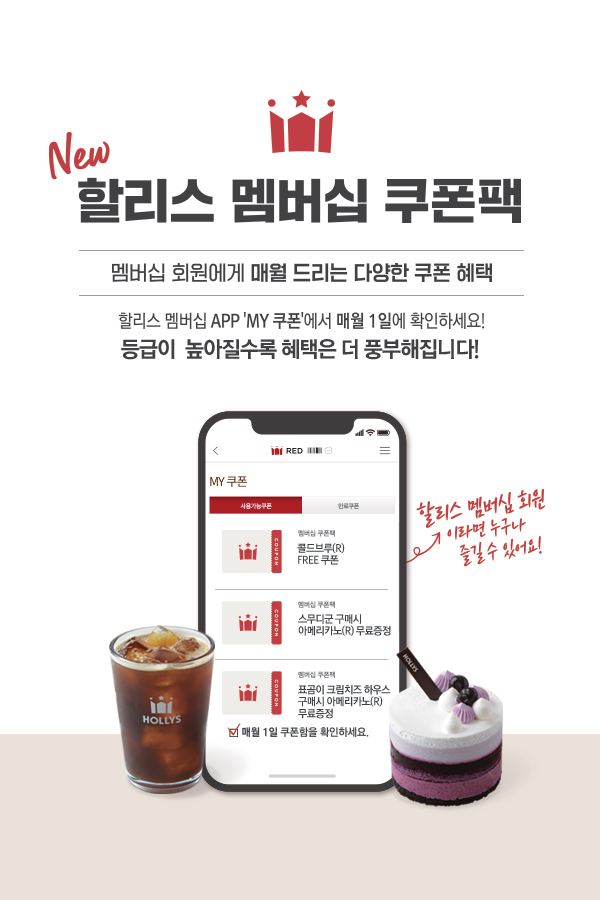 New
할리스 멤버십 쿠폰팩
멤버십 회원에게 매월 드리는 다양한 쿠폰 혜택
할리스 멤버십 APP 'MY 쿠폰'에서 매월 1일에 확인하세요!
등급이 높아질수록 혜택은 더 풍부해집니다!
RED
MY 쿠폰
사용가능쿠폰
만료쿠폰
COUPON
멤버십 쿠폰팩
콜드브루(R)
FREE 쿠폰
할리스 멤버십 회원
이라면 누구나
즐길 수 있어요!
COUPON
멤버십 쿠폰팩
스무디군 구매시
아메리카노(R) 무료증정
COUPON
멤버십 쿠폰팩
표곰이 크림치즈 하우스
구매시 아메리카노(R)
무료증정
매월 1일 쿠폰함을 확인하세요.
HOLLYS
HOLLYS